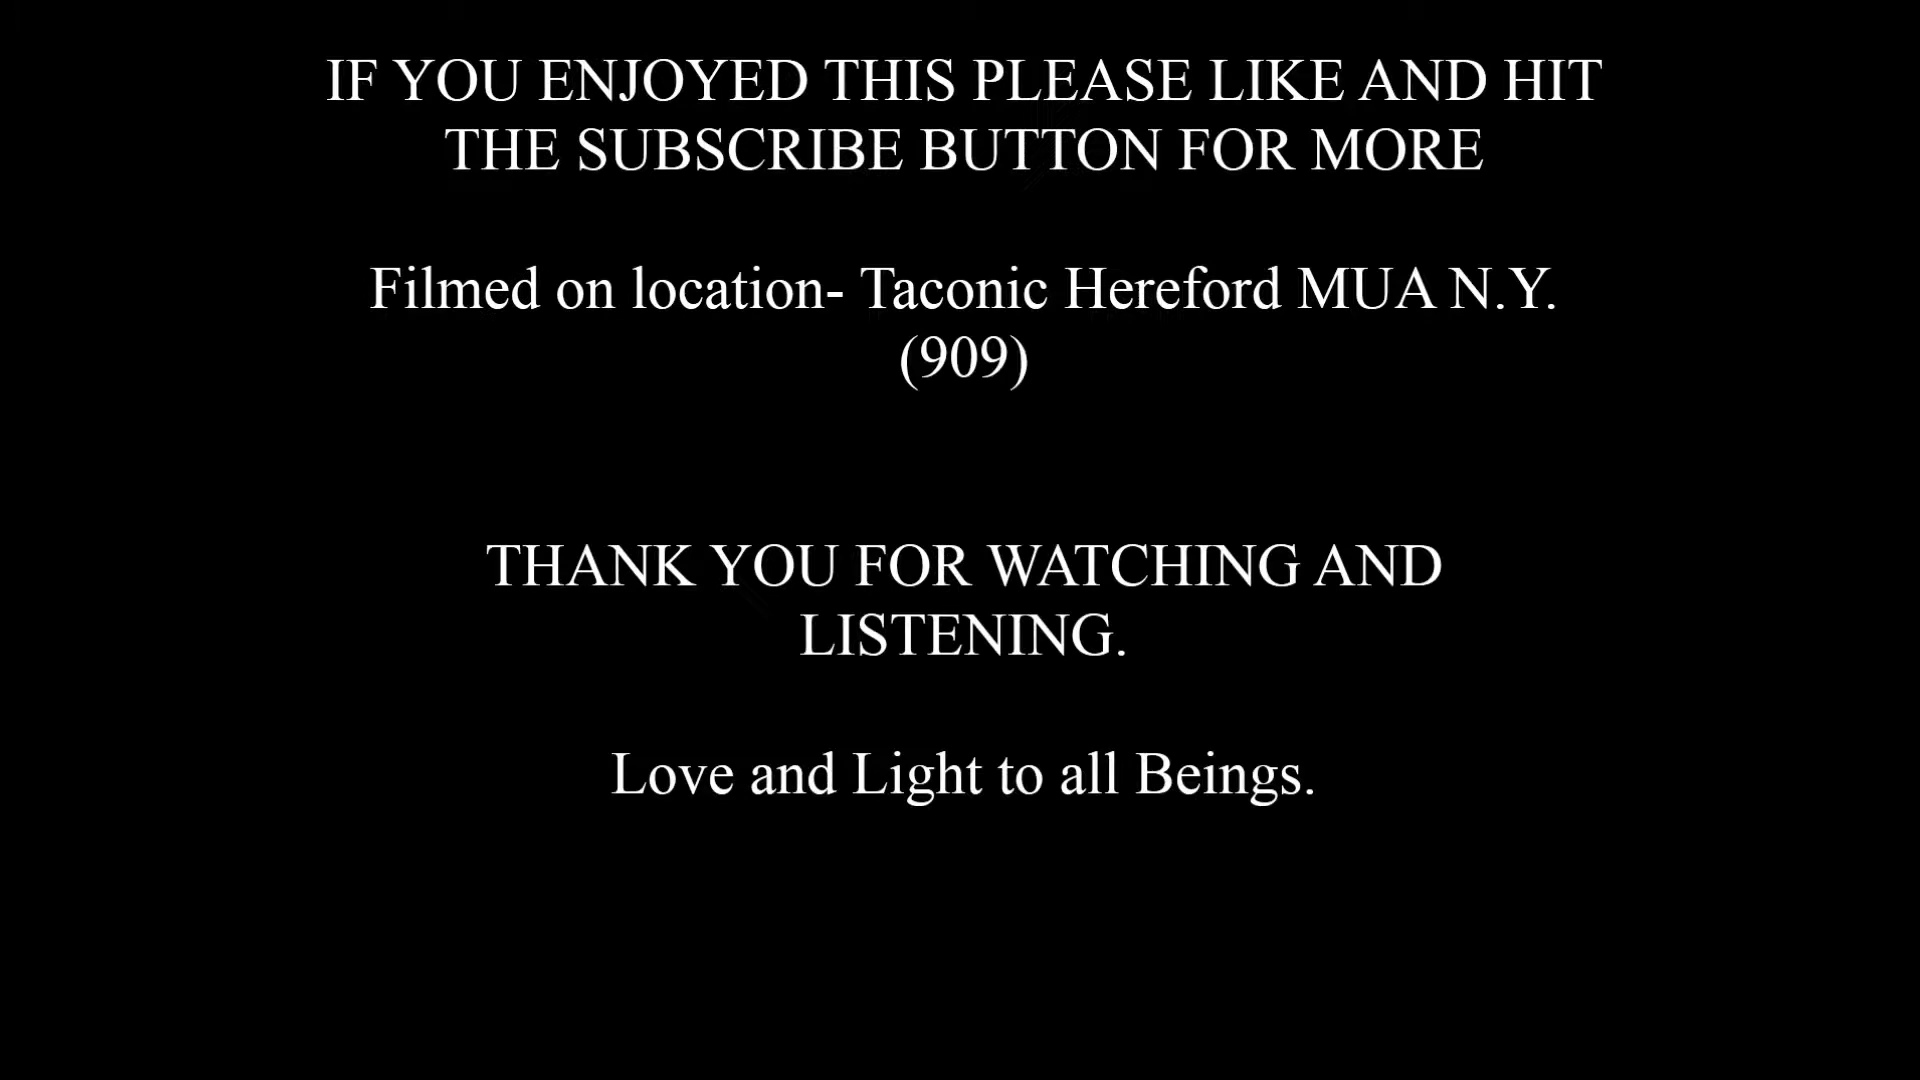 IF YOU ENJOYED THIS PLEASE LIKE AND HIT
THE SUBSCRIBE BUTTON FOR MORE
Filmed on location- Taconic Hereford MUA N.Y.
(909)
THANK YOU FOR WATCHING AND
LISTENING.
Love and Light to all Beings.